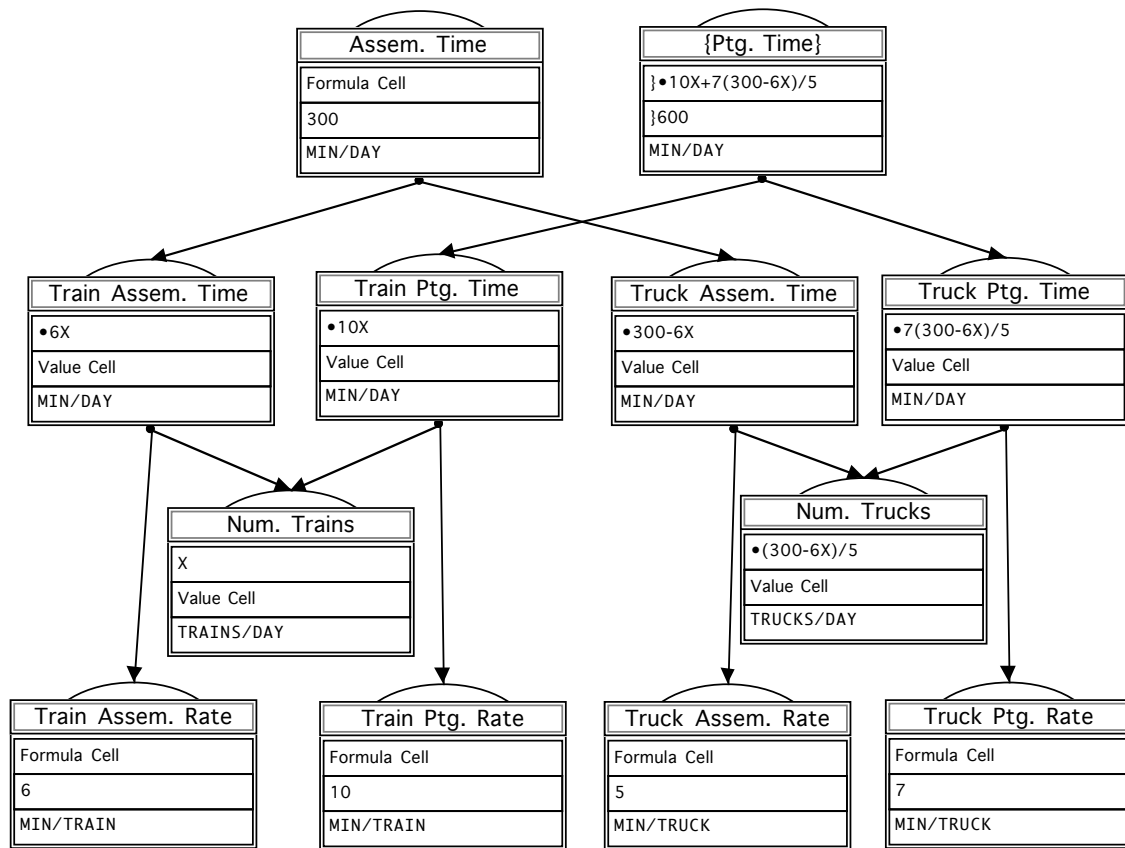 Assem. Time
Formula Cell
300
MIN/DAY
{Ptg. Time}
}•10X+7(300-6X)/5
}600
MIN/DAY
Train Assem. Time
•6X
Value Cell
MIN/DAY
Train Ptg. Time
•10X
Value Cell
MIN/DAY
Truck Assem. Time
•300-6X
Value Cell
MIN/DAY
Truck Ptg. Time
•7(300-6X)/5
Value Cell
MIN/DAY
Num. Trains
X
Value Cell
TRAINS/DAY
Num. Trucks
•(300-6X)/5
Value Cell
TRUCKS/DAY
Train Assem. Rate
Formula Cell
6
MIN/TRAIN
Train Ptg. Rate
Formula Cell
10
MIN/TRAIN
Truck Assem. Rate
Formula Cell
5
MIN/TRUCK
Truck Ptg. Rate
Formula Cell
7
MIN/TRUCK